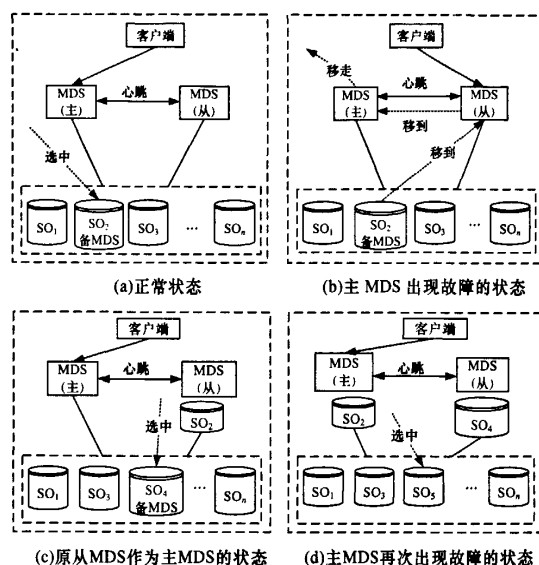 客户端
MDS
(主)
心跳
MDS
(从)
选中
SO₁
SO₂
备MDS
SO₃
...
SOₙ
(a)正常状态
客户端
移走
MDS
(主)
心跳
MDS
(从)
移到
移到
SO₁
SO₂
备MDS
SO₃
...
SOₙ
(b)主 MDS 出现故障的状态
客户端
MDS
(主)
心跳
MDS
(从)
选中
SO₂
SO₁
SO₃
SO₄
备MDS
...
SOₙ
(c)原从MDS作为主MDS的状态
客户端
MDS
(主)
心跳
MDS
(从)
SO₂
选中
SO₄
SO₁
SO₃
SO₅
...
SOₙ
(d)主MDS再次出现故障的状态